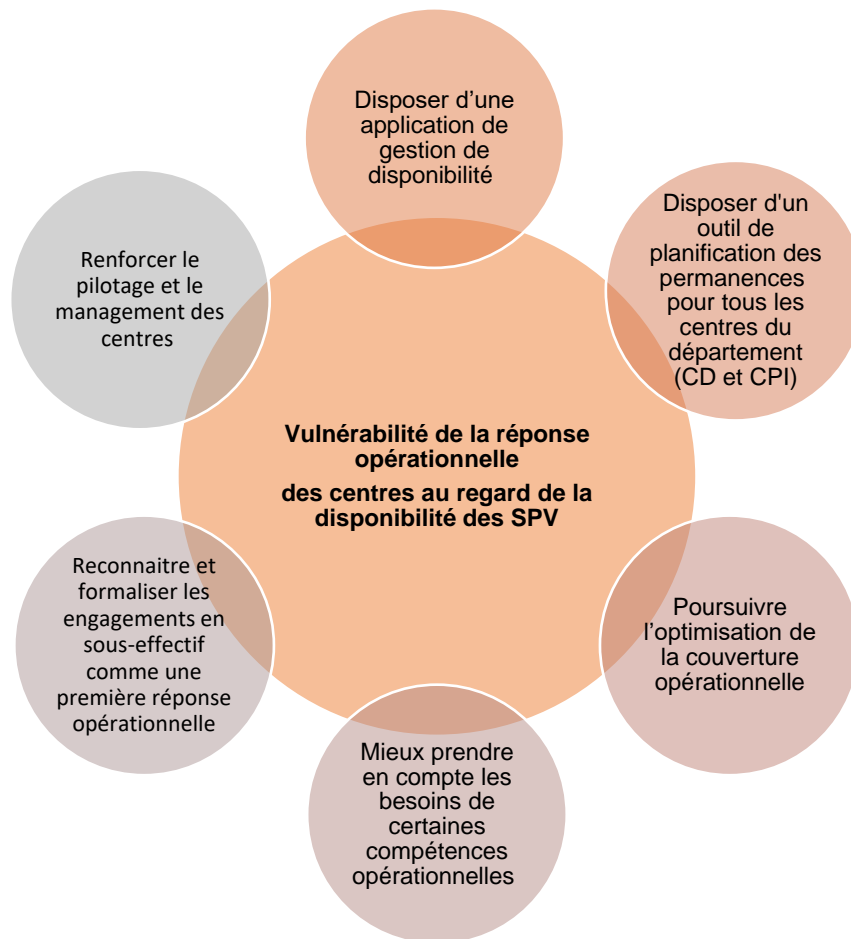 Disposer d’une
application de
gestion de
disponibilité
Disposer d'un
outil de
planification des
permanences
pour tous les
centres du
département
(CD et CPI)
Poursuivre
l’optimisation de
la couverture
opérationnelle
Mieux prendre
en compte les
besoins de
certaines
compétences
opérationnelles
Reconnaitre et
formaliser les
engagements en
sous-effectif
comme une
première réponse
opérationnelle
Renforcer le
pilotage et le
management des
centres
Vulnérabilité de la réponse
opérationnelle
des centres au regard de la
disponibilité des SPV